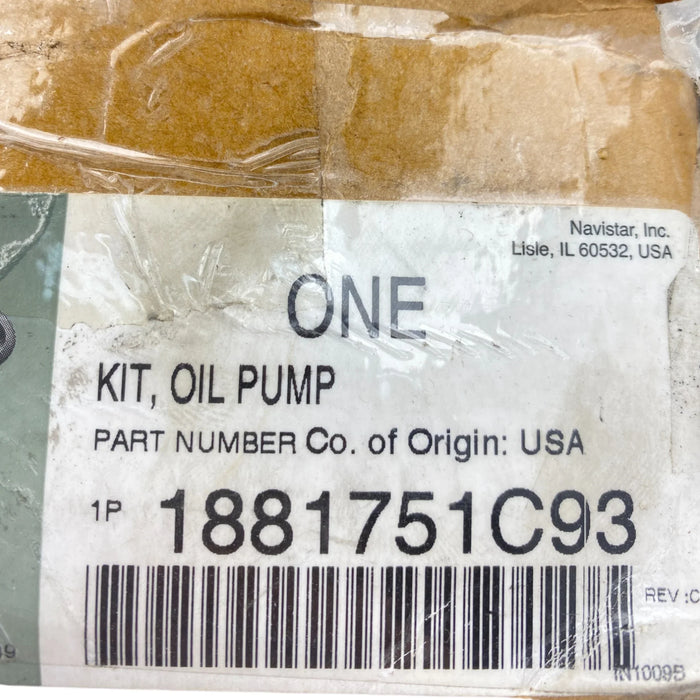 Navistar, Inc.
Lisle, IL 60532, USA
ONE
KIT, OIL PUMP
PART NUMBER Co. of Origin: USA
1P 1881751C93
REV :C
IN1009B